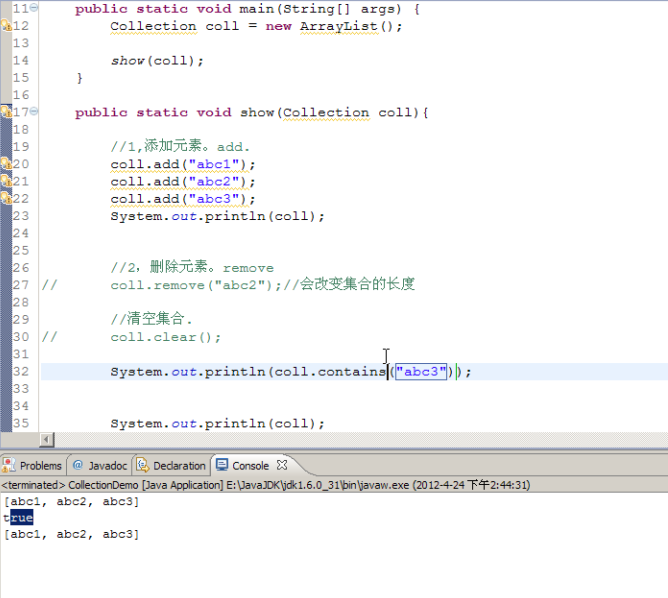 11 public static void main(String[] args) {
12 Collection coll = new ArrayList();
13
14 show(coll);
15 }
16
17 public static void show(Collection coll){
18
19 //1,添加元素。add.
20 coll.add("abc1");
21 coll.add("abc2");
22 coll.add("abc3");
23 System.out.println(coll);
24
25
26 //2，删除元素。remove
27 // coll.remove("abc2");//会改变集合的长度
28
29 //清空集合.
30 // coll.clear();
31
32 System.out.println(coll.contains("abc3"));
33
34
35 System.out.println(coll);
Problems @ Javadoc Declaration Console
<terminated> CollectionDemo [Java Application] E:\JavaJDK\jdk1.6.0_31\bin\javaw.exe (2012-4-24 下午2:44:31)
[abc1, abc2, abc3]
true
[abc1, abc2, abc3]